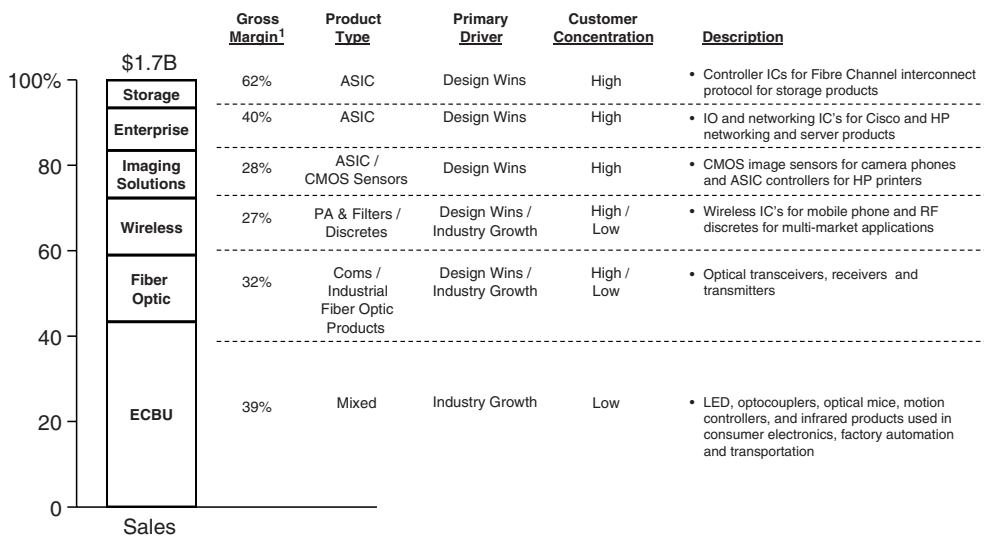 Gross Margin1
Product Type
Primary Driver
Customer Concentration
Description
$1.7B
100%
80
60
40
20
0
Sales
Storage
62%
ASIC
Design Wins
High
• Controller ICs for Fibre Channel interconnect
protocol for storage products
Enterprise
40%
ASIC
Design Wins
High
• IO and networking IC's for Cisco and HP
networking and server products
Imaging
Solutions
28%
ASIC /
CMOS Sensors
Design Wins
High
• CMOS image sensors for camera phones
and ASIC controllers for HP printers
Wireless
27%
PA & Filters /
Discretes
Design Wins /
Industry Growth
High /
Low
• Wireless IC's for mobile phone and RF
discretes for multi-market applications
Fiber
Optic
32%
Coms /
Industrial
Fiber Optic
Products
Design Wins /
Industry Growth
High /
Low
• Optical transceivers, receivers and
transmitters
ECBU
39%
Mixed
Industry Growth
Low
• LED, optocouplers, optical mice, motion
controllers, and infrared products used in
consumer electronics, factory automation
and transportation